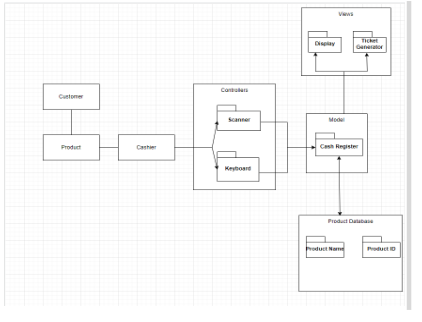 Views
Display
Ticket
Generator
Controllers
Customer
Scanner
Model
Product
Cashier
Cash Register
Keyboard
Product Database
Product Name
Product ID